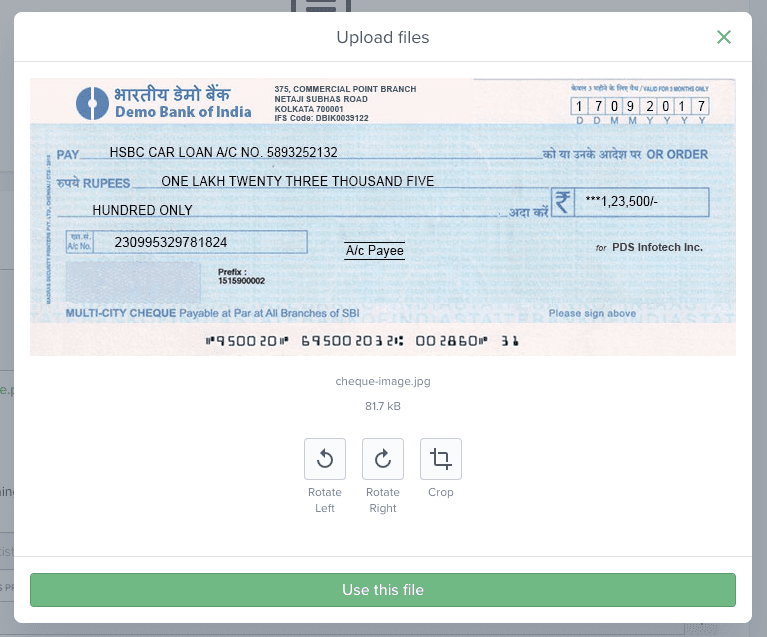 Upload files
भारतीय डेमो बैंक
Demo Bank of India
375, COMMERCIAL POINT BRANCH
NETAJI SUBHAS ROAD
KOLKATA 700001
IFS Code: DBIK0039122
केवल 3 महीने के लिए वैध / VALID FOR 3 MONTHS ONLY
1 7 0 9 2 0 1 7
D D M M Y Y Y Y
PAY HSBC CAR LOAN A/C NO. 5893252132 को या उनके आदेश पर OR ORDER
रुपये RUPEES ONE LAKH TWENTY THREE THOUSAND FIVE
HUNDRED ONLY अदा करें ₹ ***1,23,500/-
खा.सं.
A/c No. 230995329781824
A/c Payee
for PDS Infotech Inc.
Prefix :
1515900002
MULTI-CITY CHEQUE Payable at Par at All Branches of SBI Please sign above
⑈950020⑈ 695002032⑆ 002860⑈ 31
cheque-image.jpg
81.7 kB
Rotate Left
Rotate Right
Crop
Use this file